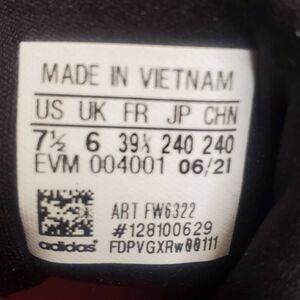 MADE IN VIETNAM
US UK FR JP CHN
7½ 6 39⅓ 240 240
EVM 004001 06/21
ART FW6322
#128100629
adidas® FDPVGXRw00111